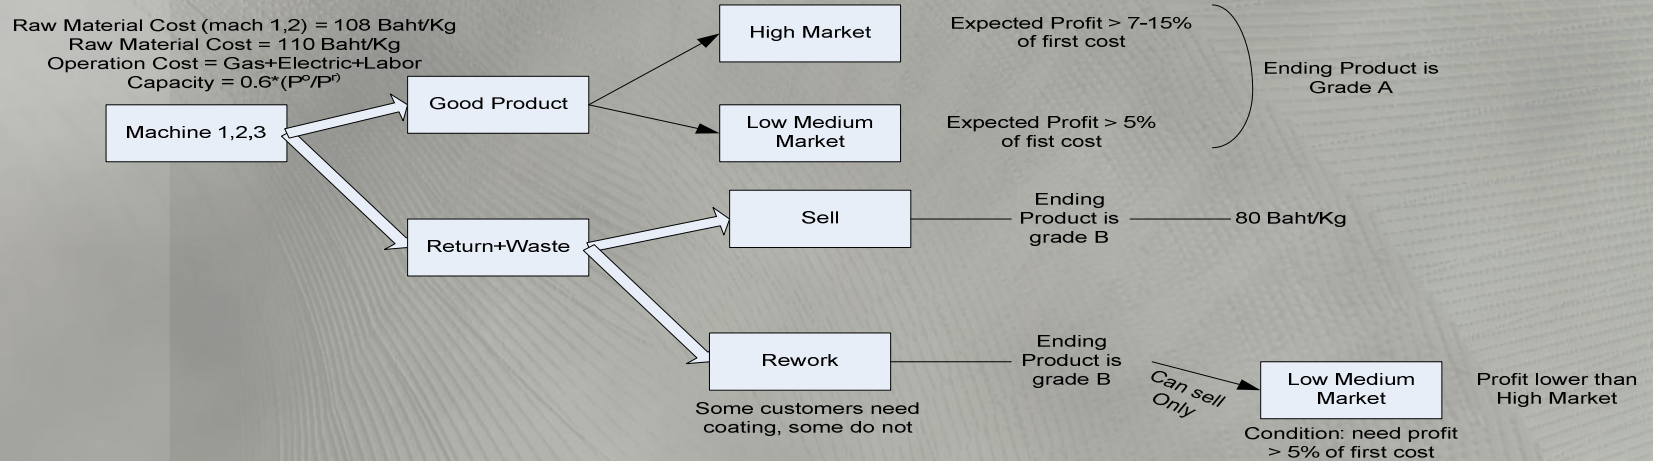 Raw Material Cost (mach 1,2) = 108 Baht/Kg
Raw Material Cost = 110 Baht/Kg
Operation Cost = Gas+Electric+Labor
Capacity = 0.6*(Pº/Pʳ)
Machine 1,2,3
Good Product
High Market
Expected Profit > 7-15%
of first cost
Low Medium
Market
Expected Profit > 5%
of fist cost
Ending Product is
Grade A
Return+Waste
Sell
Ending
Product is
grade B
80 Baht/Kg
Rework
Some customers need
coating, some do not
Ending
Product is
grade B
Can sell
Only
Low Medium
Market
Profit lower than
High Market
Condition: need profit
> 5% of first cost